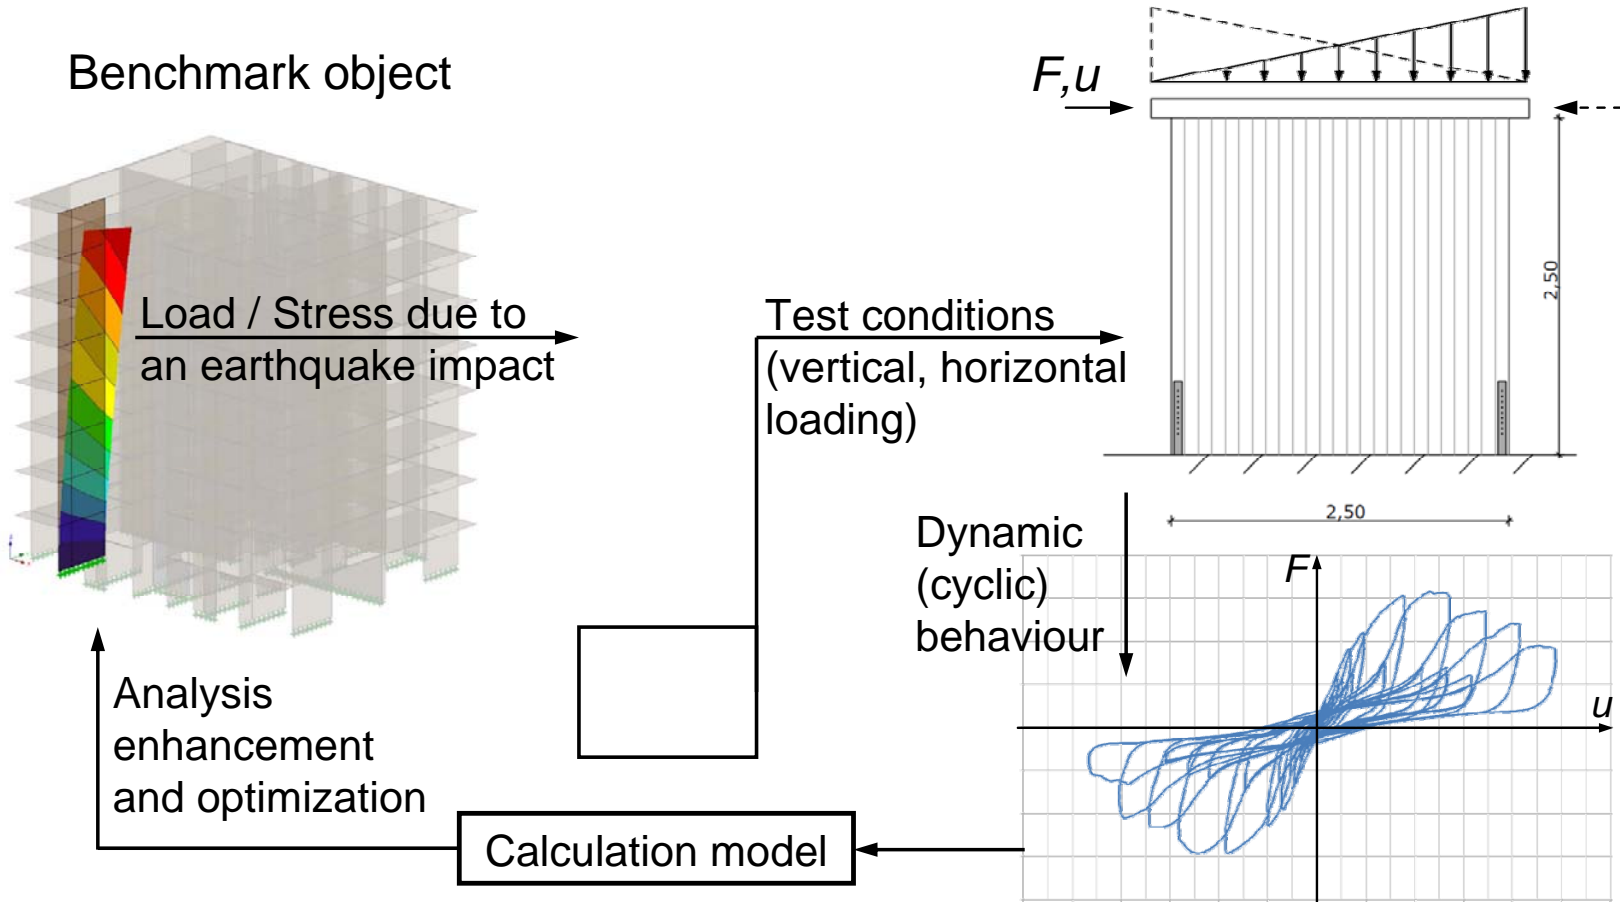 Benchmark object
F,u
Load / Stress due to
an earthquake impact
Test conditions
(vertical, horizontal
loading)
2,50
2,50
Dynamic
(cyclic)
behaviour
F
u
Analysis
enhancement
and optimization
Calculation model